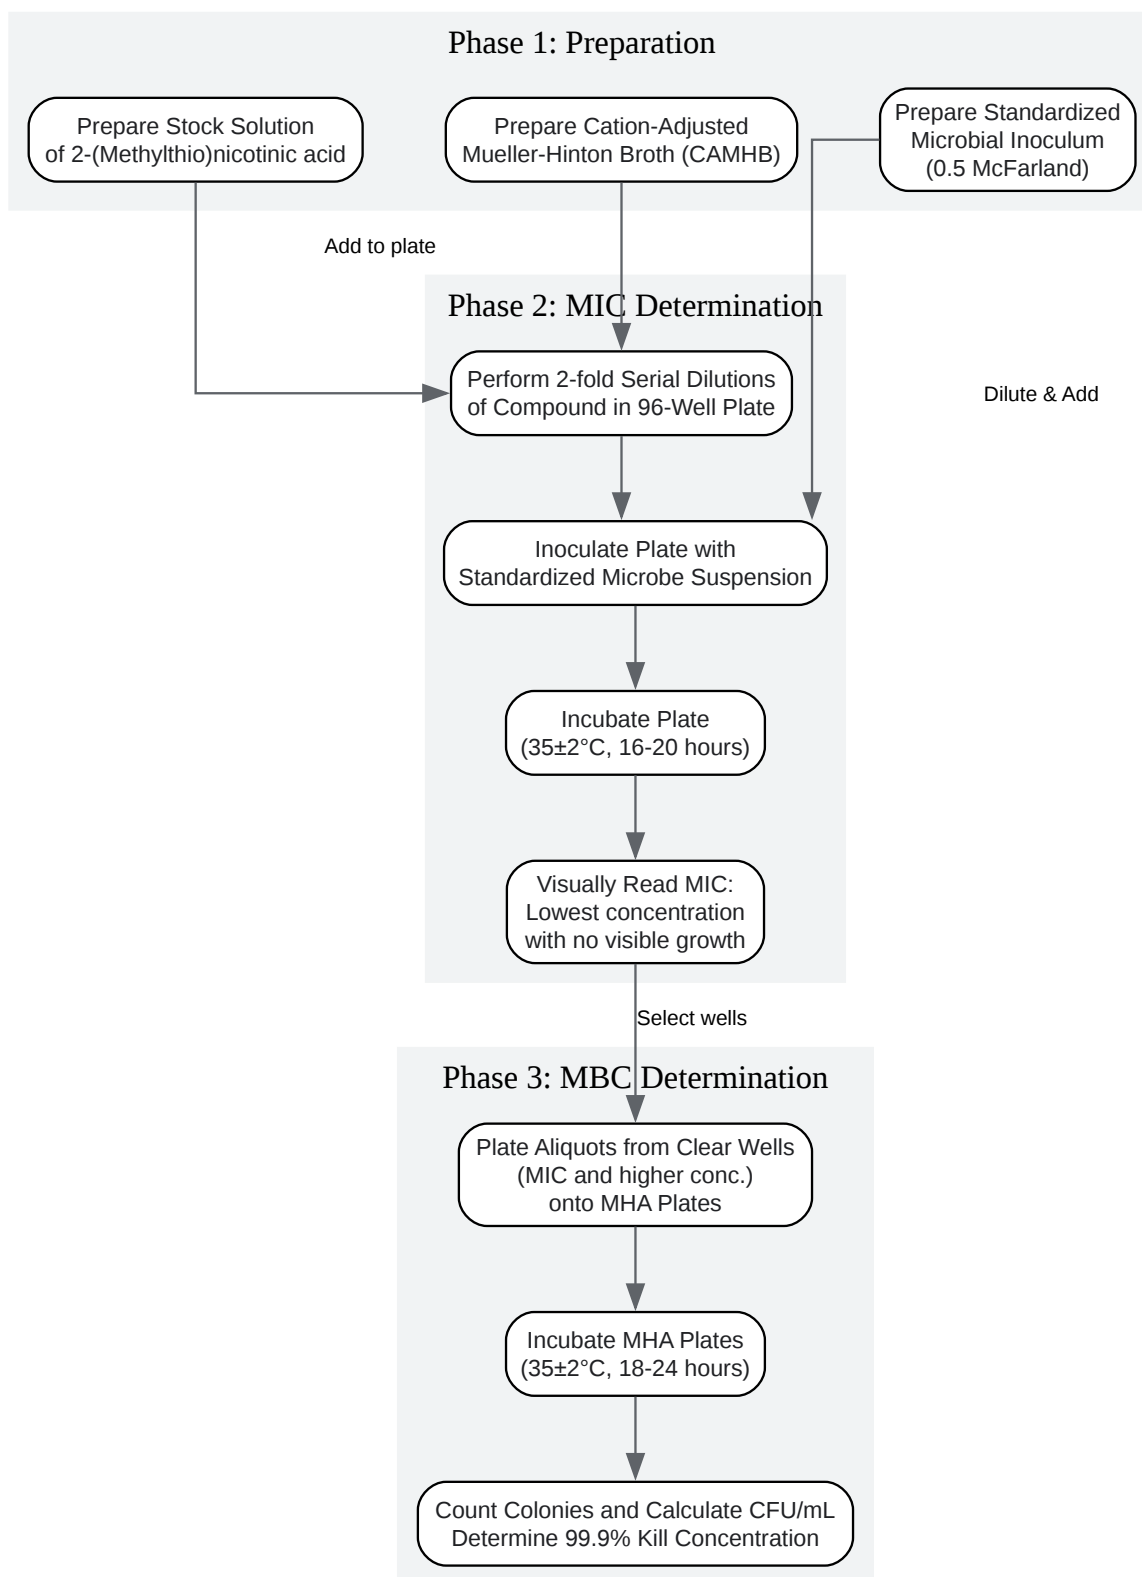 Phase 1: Preparation
Prepare Stock Solution
of 2-(Methylthio)nicotinic acid
Prepare Cation-Adjusted
Mueller-Hinton Broth (CAMHB)
Prepare Standardized
Microbial Inoculum
(0.5 McFarland)
Add to plate
Phase 2: MIC Determination
Perform 2-fold Serial Dilutions
of Compound in 96-Well Plate
Dilute & Add
Inoculate Plate with
Standardized Microbe Suspension
Incubate Plate
(35±2°C, 16-20 hours)
Visually Read MIC:
Lowest concentration
with no visible growth
Select wells
Phase 3: MBC Determination
Plate Aliquots from Clear Wells
(MIC and higher conc.)
onto MHA Plates
Incubate MHA Plates
(35±2°C, 18-24 hours)
Count Colonies and Calculate CFU/mL
Determine 99.9% Kill Concentration